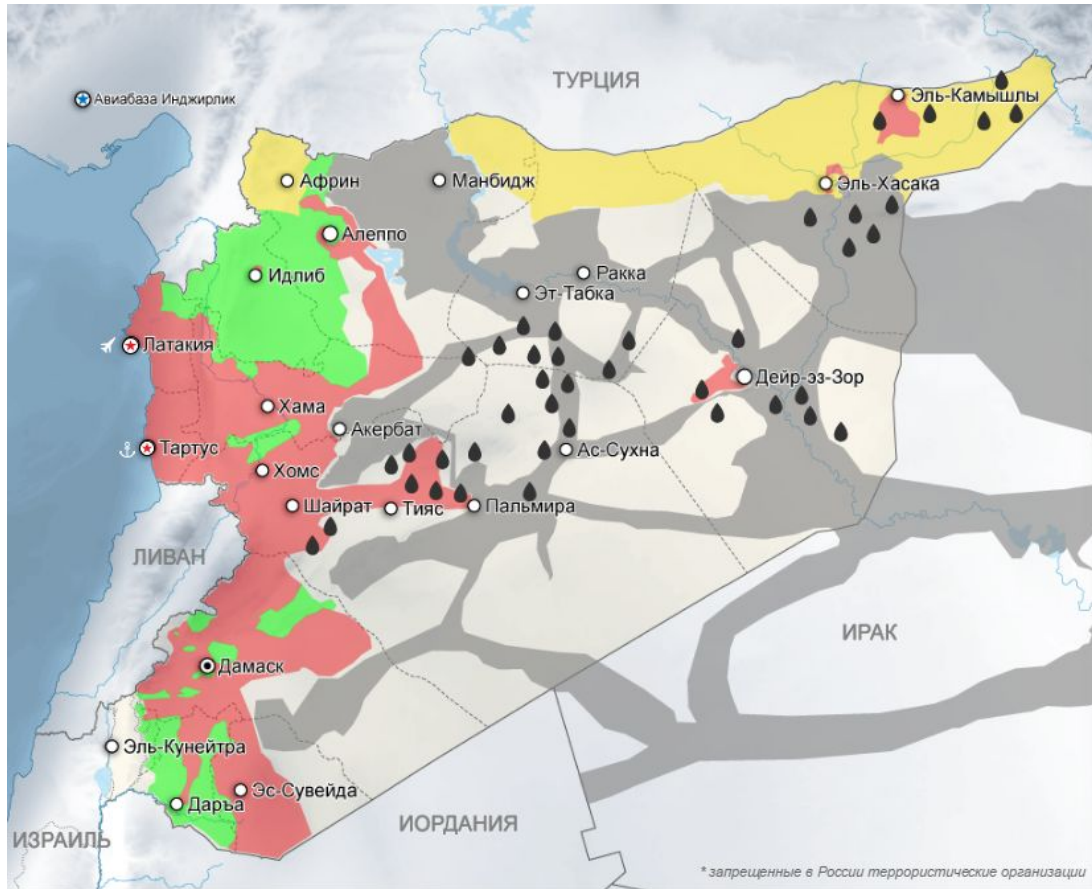 ТУРЦИЯ
Авиабаза Инджирлик
Эль-Камышлы
Африн
Манбидж
Эль-Хасака
Алеппо
Идлиб
Ракка
Эт-Табка
Латакия
Дейр-эз-Зор
Хама
Акербат
Тартус
Ас-Сухна
Хомс
Шайрат
Тияс
Пальмира
ЛИВАН
ИРАК
Дамаск
Эль-Кунейтра
Эс-Сувейда
Даръа
ИОРДАНИЯ
ИЗРАИЛЬ
* запрещенные в России террористические организации